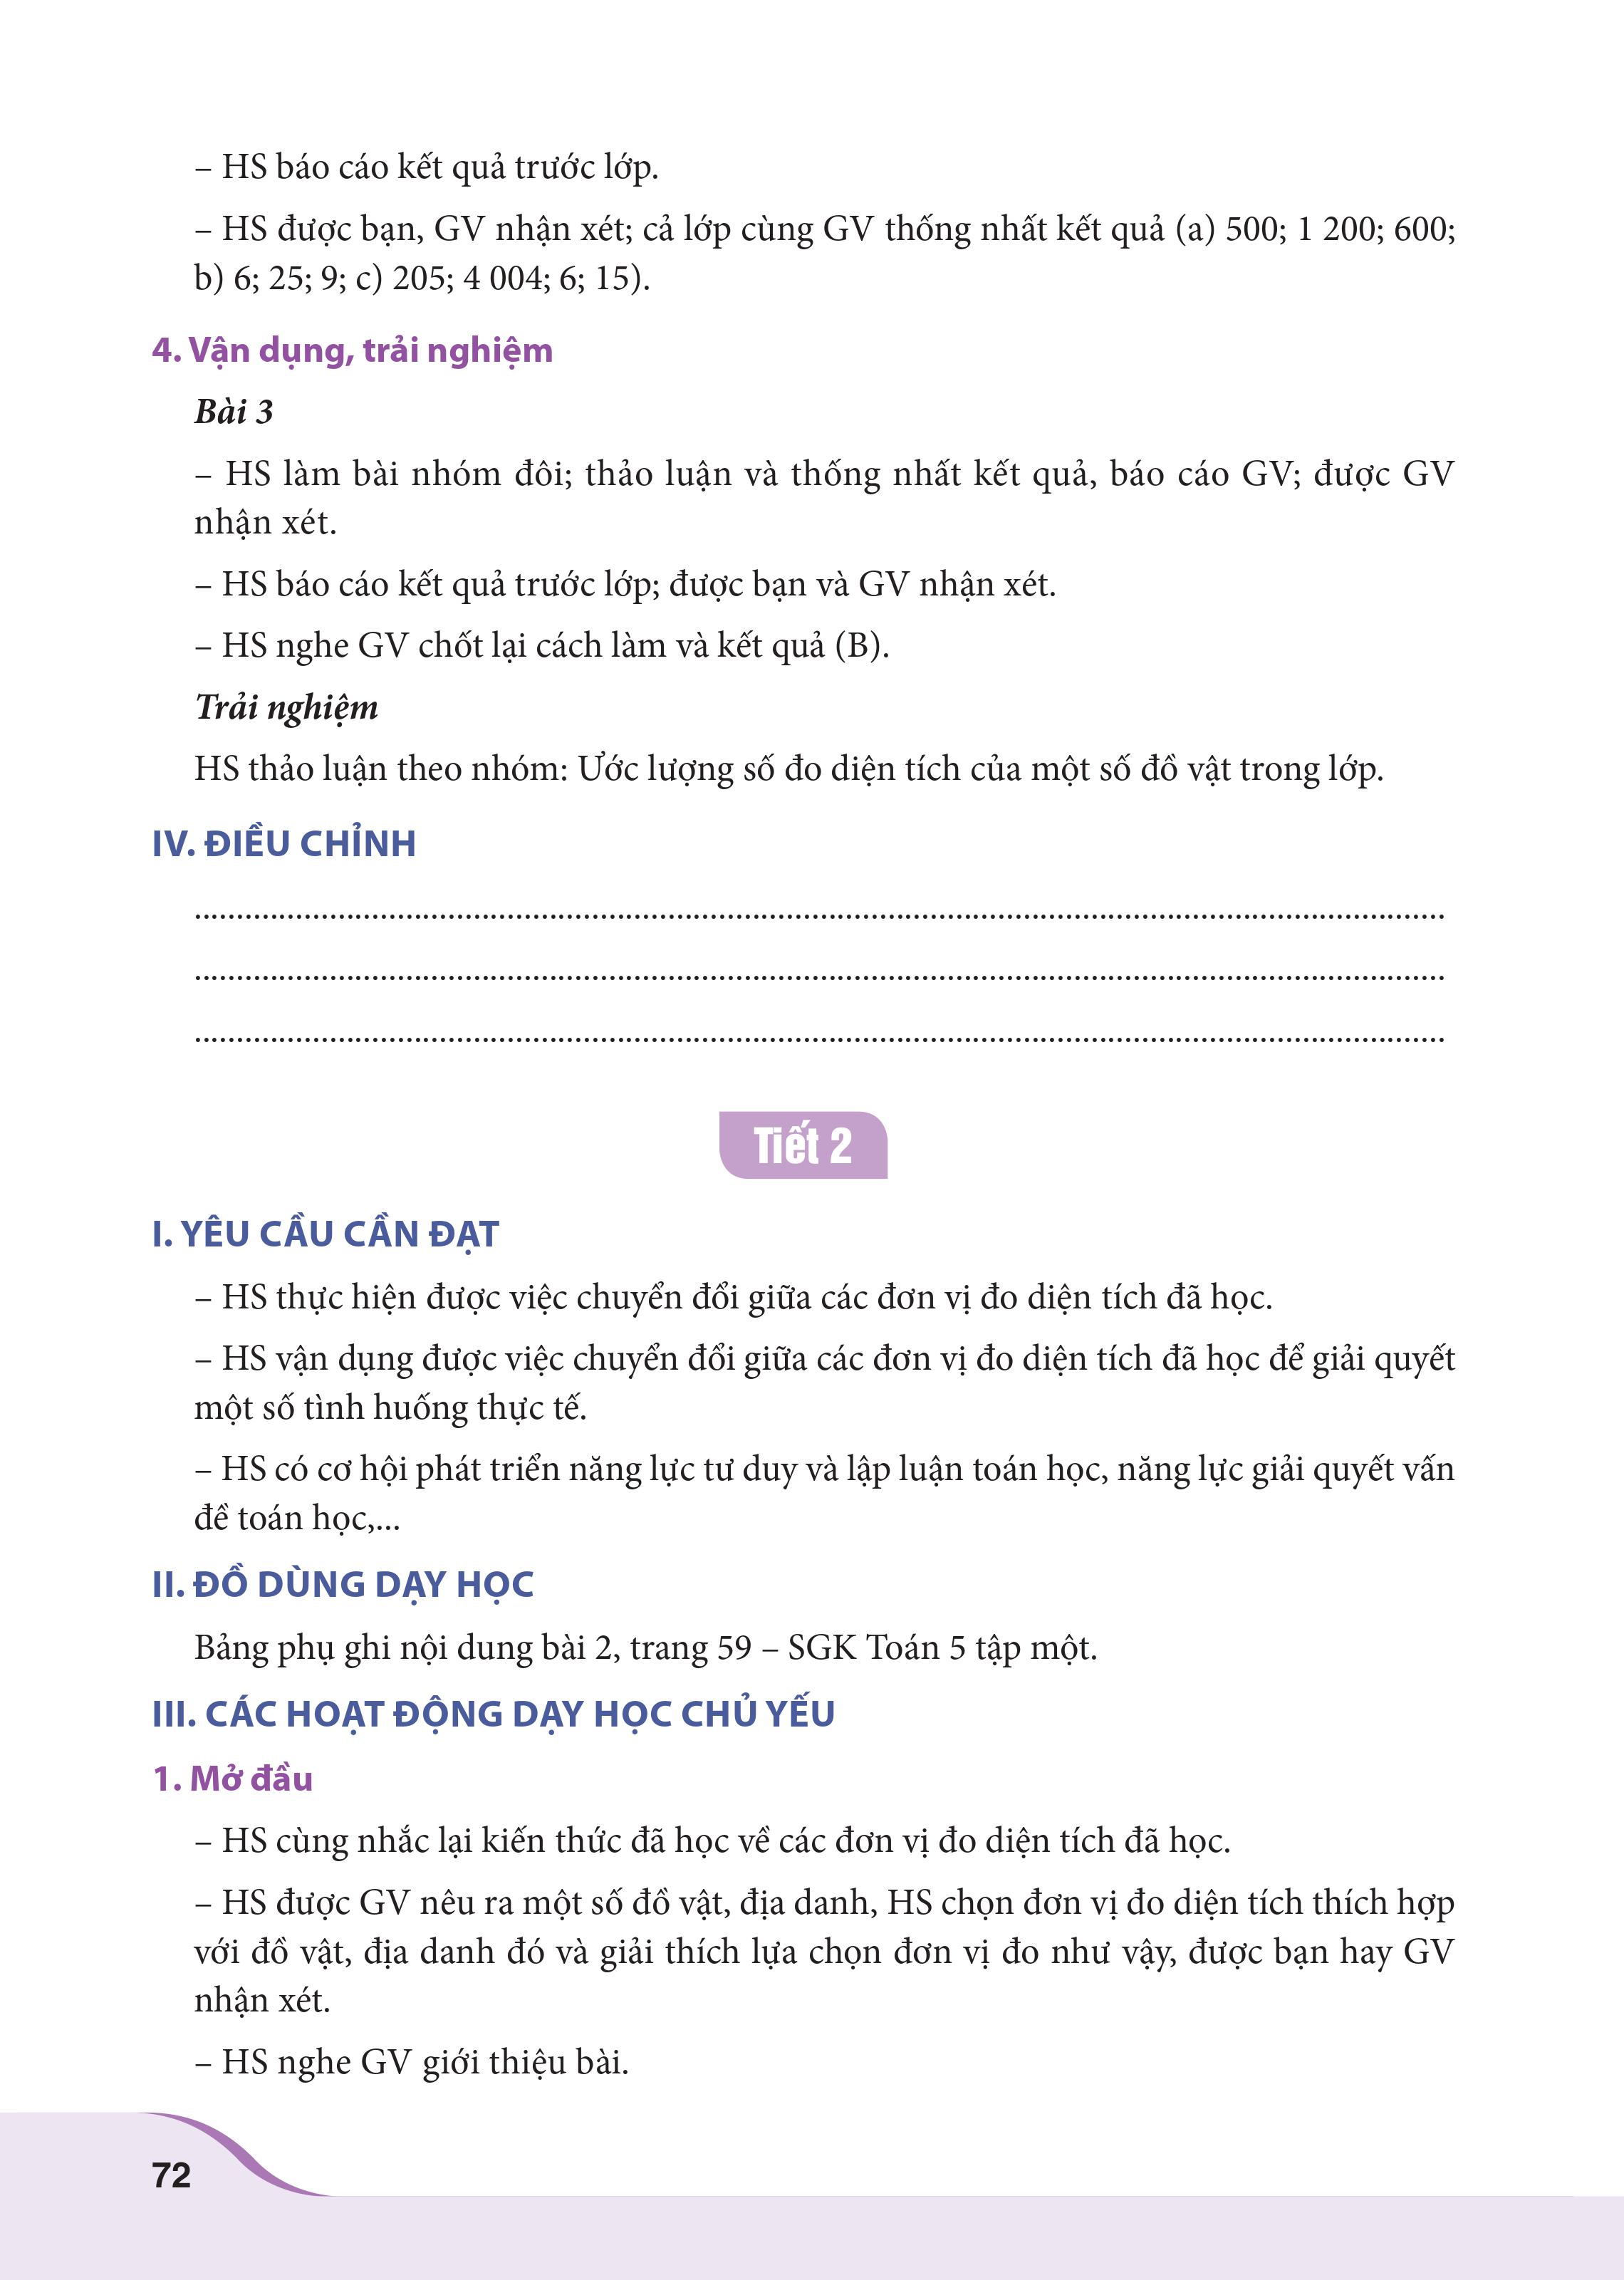 – HS báo cáo kết quả trước lớp.
– HS được bạn, GV nhận xét; cả lớp cùng GV thống nhất kết quả (a) 500; 1 200; 600;
b) 6; 25; 9; c) 205; 4 004; 6; 15).
4. Vận dụng, trải nghiệm
Bài 3
– HS làm bài nhóm đôi; thảo luận và thống nhất kết quả, báo cáo GV; được GV
nhận xét.
– HS báo cáo kết quả trước lớp; được bạn và GV nhận xét.
– HS nghe GV chốt lại cách làm và kết quả (B).
Trải nghiệm
HS thảo luận theo nhóm: Ước lượng số đo diện tích của một số đồ vật trong lớp.
IV. ĐIỀU CHỈNH
Tiết 2
I. YÊU CẦU CẦN ĐẠT
– HS thực hiện được việc chuyển đổi giữa các đơn vị đo diện tích đã học.
– HS vận dụng được việc chuyển đổi giữa các đơn vị đo diện tích đã học để giải quyết
một số tình huống thực tế.
– HS có cơ hội phát triển năng lực tư duy và lập luận toán học, năng lực giải quyết vấn
đề toán học,...
II. ĐỒ DÙNG DẠY HỌC
Bảng phụ ghi nội dung bài 2, trang 59 – SGK Toán 5 tập một.
III. CÁC HOẠT ĐỘNG DẠY HỌC CHỦ YẾU
1. Mở đầu
– HS cùng nhắc lại kiến thức đã học về các đơn vị đo diện tích đã học.
– HS được GV nêu ra một số đồ vật, địa danh, HS chọn đơn vị đo diện tích thích hợp
với đồ vật, địa danh đó và giải thích lựa chọn đơn vị đo như vậy, được bạn hay GV
nhận xét.
– HS nghe GV giới thiệu bài.
72